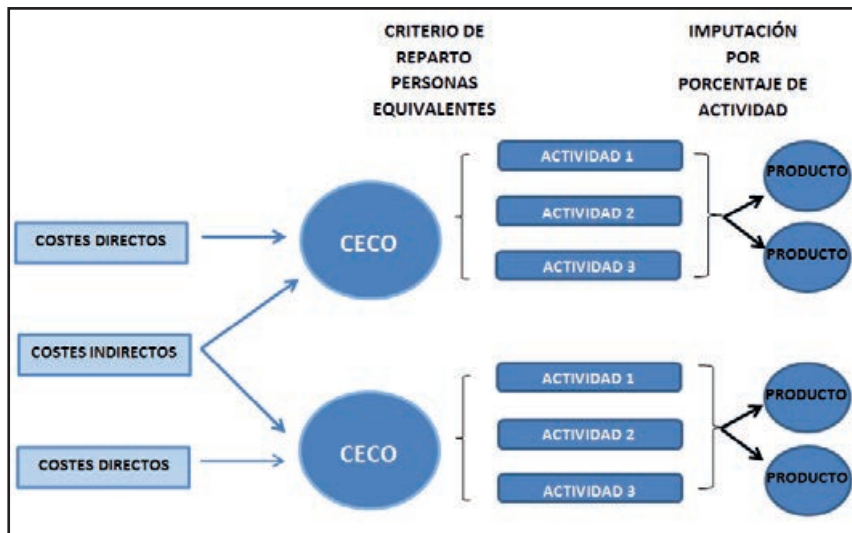 CRITERIO DE
REPARTO
PERSONAS
EQUIVALENTES
IMPUTACIÓN
POR
PORCENTAJE DE
ACTIVIDAD
COSTES DIRECTOS
COSTES INDIRECTOS
COSTES DIRECTOS
CECO
ACTIVIDAD 1
ACTIVIDAD 2
ACTIVIDAD 3
PRODUCTO
PRODUCTO
CECO
ACTIVIDAD 1
ACTIVIDAD 2
ACTIVIDAD 3
PRODUCTO
PRODUCTO